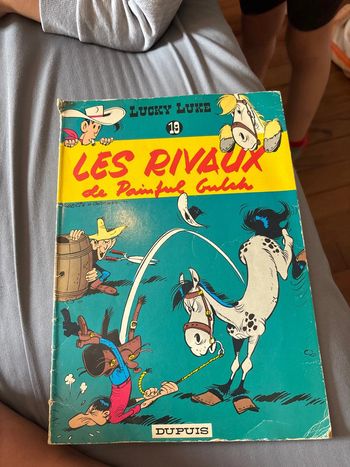 LUCKY LUKE
19
LES RIVAUX
de Painful Gulch
DUPUIS